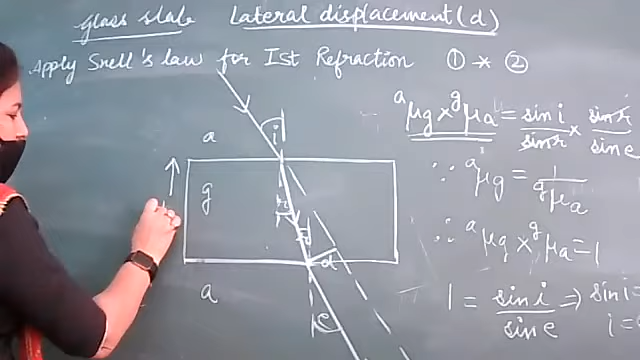 glass slab Lateral displacement(d)
Apply Snell's law for Ist Refraction ① × ②
ᵃμg × ᵍμa = sin i / sin r × sin r / sin e
∵ ᵃμg = 1 / ᵍμa
∴ ᵃμg × ᵍμa = 1
1 = sin i / sin e ⇒ sin i =
i =
a
i
g
r
r
d
a
e